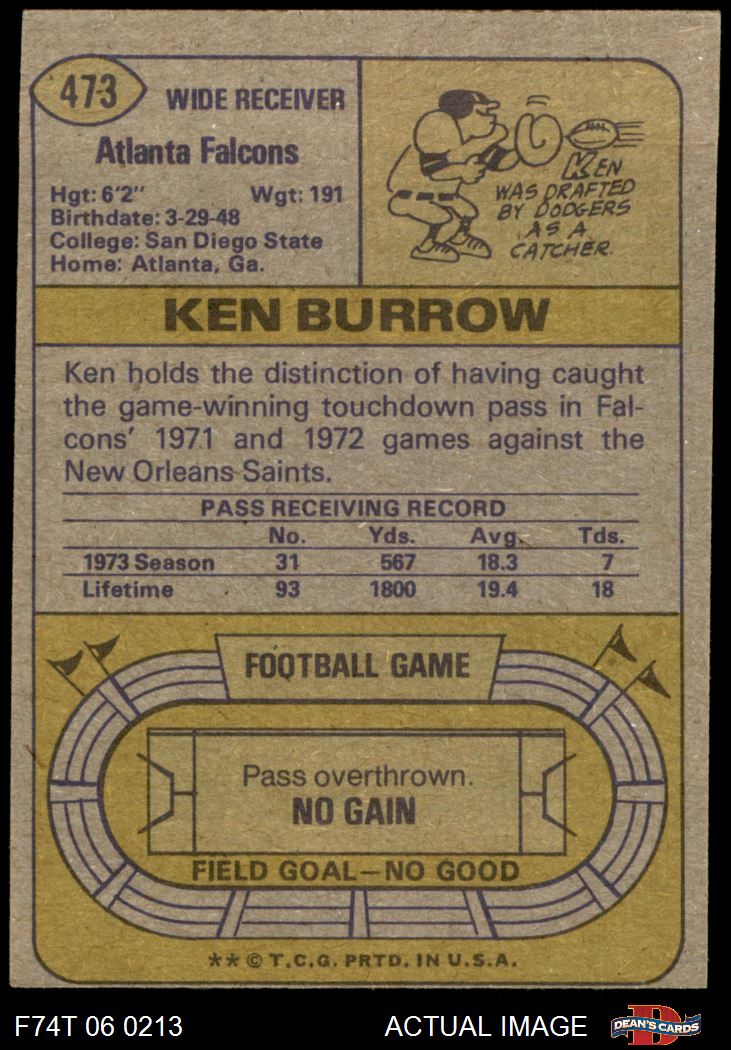 473
WIDE RECEIVER
Atlanta Falcons
Hgt: 6'2" Wgt: 191
Birthdate: 3-29-48
College: San Diego State
Home: Atlanta, Ga.
KEN
WAS DRAFTED
BY DODGERS
AS A
CATCHER.
KEN BURROW
Ken holds the distinction of having caught
the game-winning touchdown pass in Fal-
cons' 1971 and 1972 games against the
New Orleans Saints.
PASS RECEIVING RECORD
No. Yds. Avg. Tds.
1973 Season 31 567 18.3 7
Lifetime 93 1800 19.4 18
FOOTBALL GAME
Pass overthrown.
NO GAIN
FIELD GOAL—NO GOOD
** © T.C.G. PRTD. IN U.S.A.
F74T 06 0213 ACTUAL IMAGE
D
DEAN'S CARDS